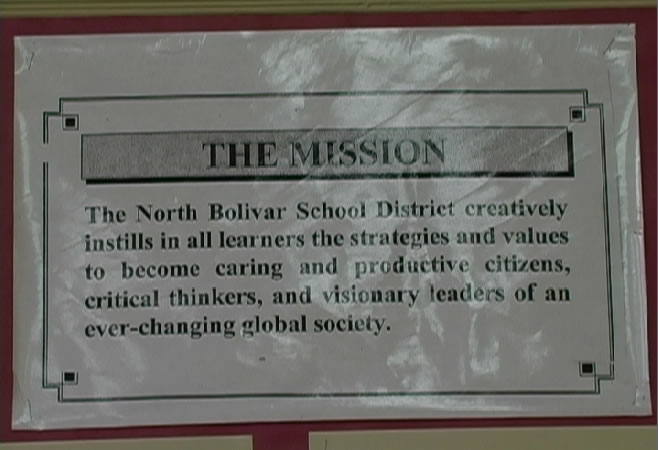 THE MISSION
The North Bolivar School District creatively
instills in all learners the strategies and values
to become caring and productive citizens,
critical thinkers, and visionary leaders of an
ever-changing global society.